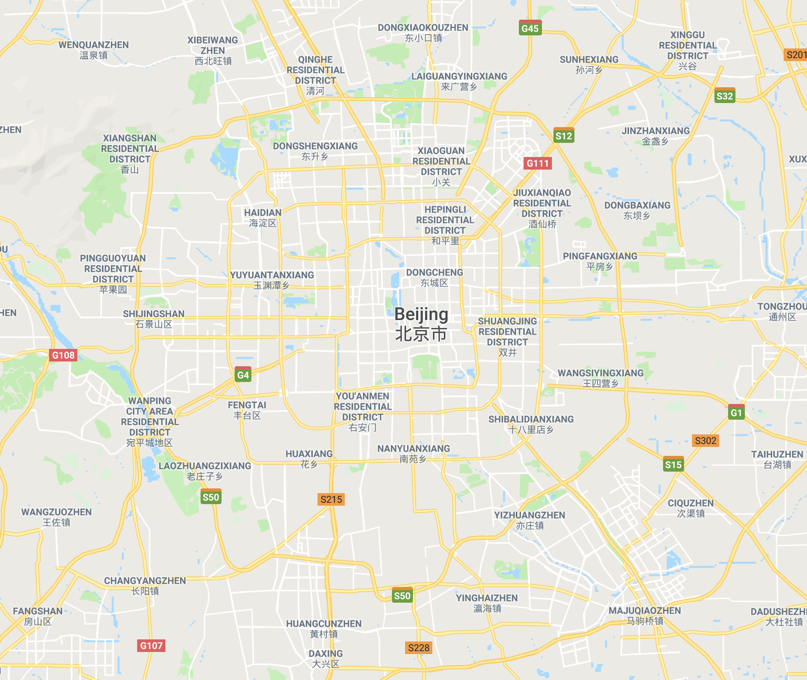 DONGXIAOKOUZHEN
东小口镇
G45
XINGGU
RESIDENTIAL
DISTRICT
兴谷
WENQUANZHEN
温泉镇
XIBEIWANG
ZHEN
西北旺镇
S201
QINGHE
RESIDENTIAL
DISTRICT
清河
SUNHEXIANG
孙河乡
LAIGUANGYINGXIANG
来广营乡
S32
ZHEN
S12
JINZHANXIANG
金盏乡
XIANGSHAN
RESIDENTIAL
DISTRICT
香山
DONGSHENGXIANG
东升乡
XIAOGUAN
RESIDENTIAL
DISTRICT
小关
G111
XUX
JIUXIANQIAO
RESIDENTIAL
DISTRICT
酒仙桥
DONGBAXIANG
东坝乡
HAIDIAN
海淀区
HEPINGLI
RESIDENTIAL
DISTRICT
和平里
OU
PINGGUOYUAN
RESIDENTIAL
DISTRICT
苹果园
PINGFANGXIANG
平房乡
YUYUANTANXIANG
玉渊潭乡
DONGCHENG
东城区
HEN
SHIJINGSHAN
石景山区
Beijing
北京市
TONGZHOU
通州区
SHUANGJING
RESIDENTIAL
DISTRICT
双井
G108
G4
WANGSIYINGXIANG
王四营乡
WANPING
CITY AREA
RESIDENTIAL
DISTRICT
宛平城地区
FENGTAI
丰台区
YOU'ANMEN
RESIDENTIAL
DISTRICT
右安门
G1
SHIBALIDIANXIANG
十八里店乡
S302
HUAXIANG
花乡
NANYUANXIANG
南苑乡
TAIHUZHEN
台湖镇
LAOZHUANGZIXIANG
老庄子乡
S15
S50
S215
WANGZUOZHEN
王佐镇
CIQUZHEN
次渠镇
YIZHUANGZHEN
亦庄镇
CHANGYANGZHEN
长阳镇
S50
YINGHAIZHEN
瀛海镇
FANGSHAN
房山区
MAJUQIAOZHEN
马驹桥镇
DADUSHEZH
大杜社镇
HUANGCUNZHEN
黄村镇
G107
S228
DAXING
大兴区